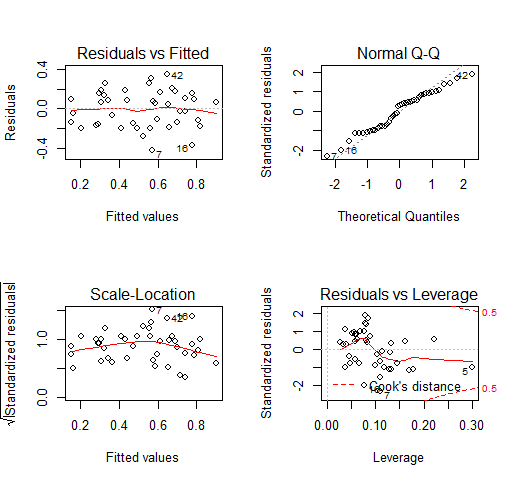 Residuals vs Fitted
Residuals
-0.4 0.0 0.4
42
16
7
0.2 0.4 0.6 0.8
Fitted values
Normal Q-Q
Standardized residuals
-2 0 1 2
42
16
7
-2 -1 0 1 2
Theoretical Quantiles
Scale-Location
√|Standardized residuals|
0.0 1.0
7
42
16
0.2 0.4 0.6 0.8
Fitted values
Residuals vs Leverage
Standardized residuals
-2 0 1 2
0.5
5
Cook's distance
0.5
16
7
0.00 0.10 0.20 0.30
Leverage